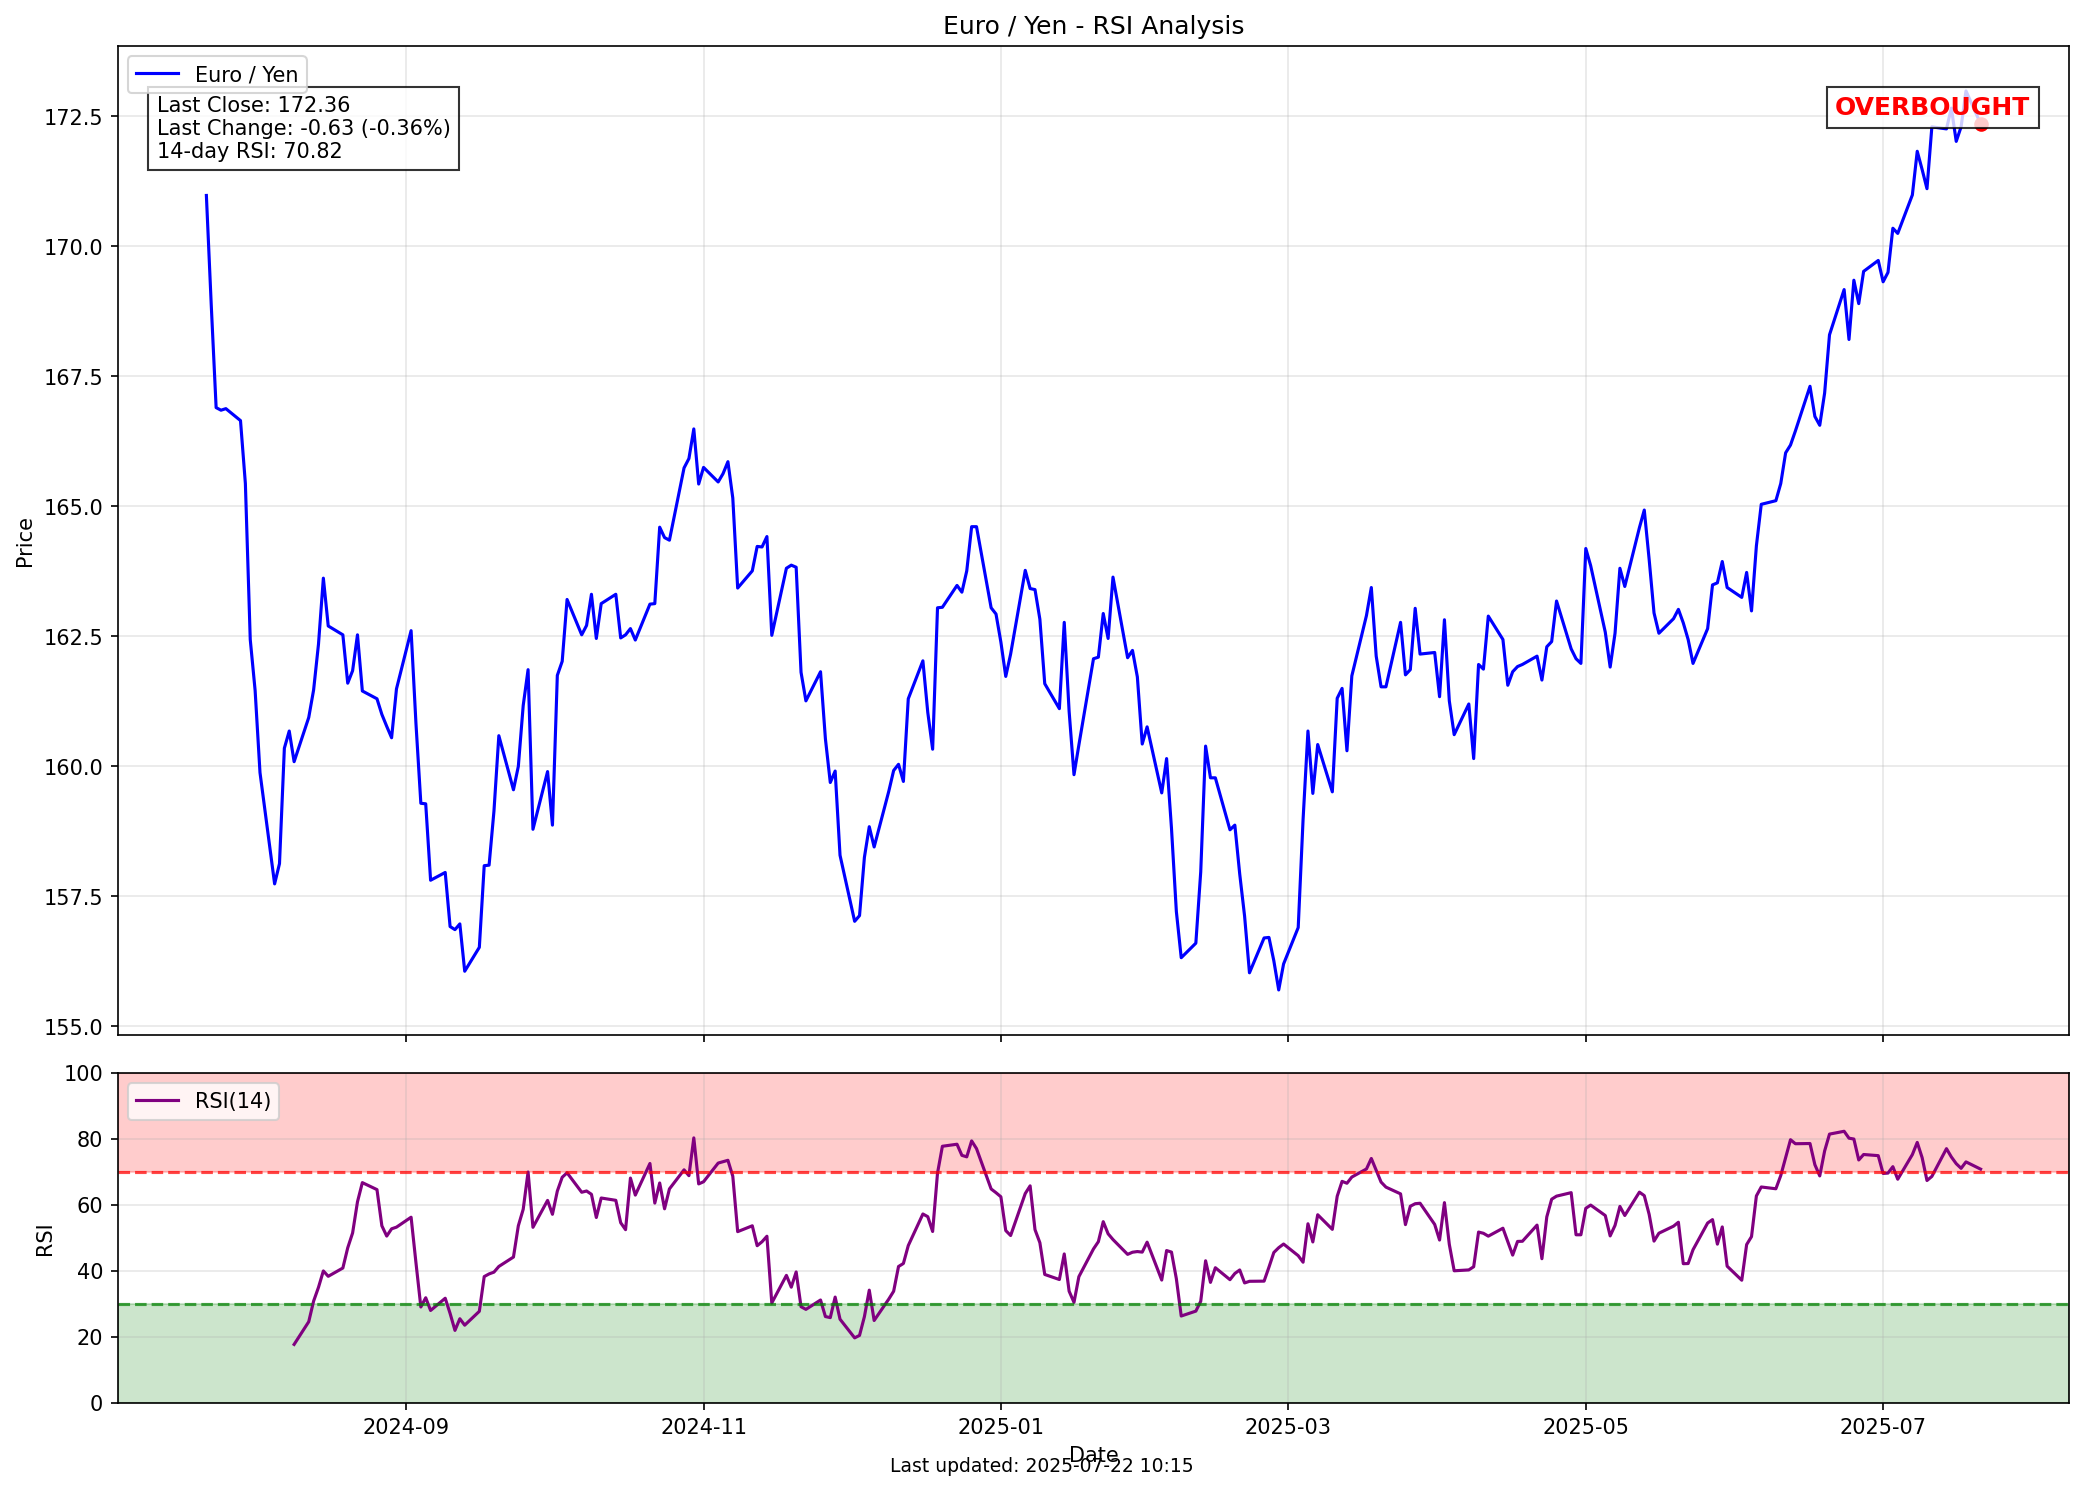 Euro / Yen - RSI Analysis
Euro / Yen
Last Close: 172.36
Last Change: -0.63 (-0.36%)
14-day RSI: 70.82
OVERBOUGHT
Price
172.5
170.0
167.5
165.0
162.5
160.0
157.5
155.0
RSI(14)
RSI
100
80
60
40
20
0
2024-09
2024-11
2025-01
2025-03
2025-05
2025-07
Date
Last updated: 2025-07-22 10:15